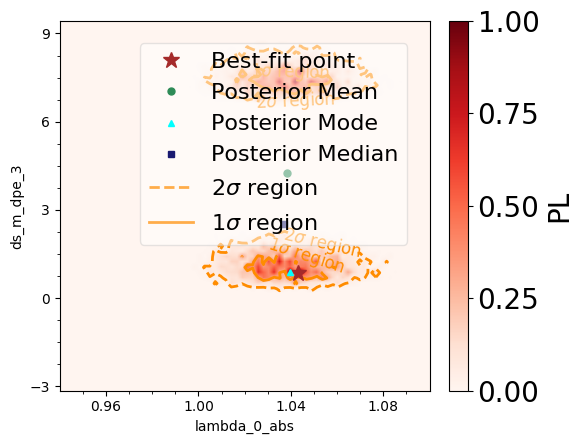 9
6
3
0
−3
0.96
1.00
1.04
1.08
lambda_0_abs
ds_m_dpe_3
Best-fit point
Posterior Mean
Posterior Mode
Posterior Median
2σ region
1σ region
1σ region
2σ region
2σ region
1σ region
1.00
0.75
0.50
0.25
0.00
PL